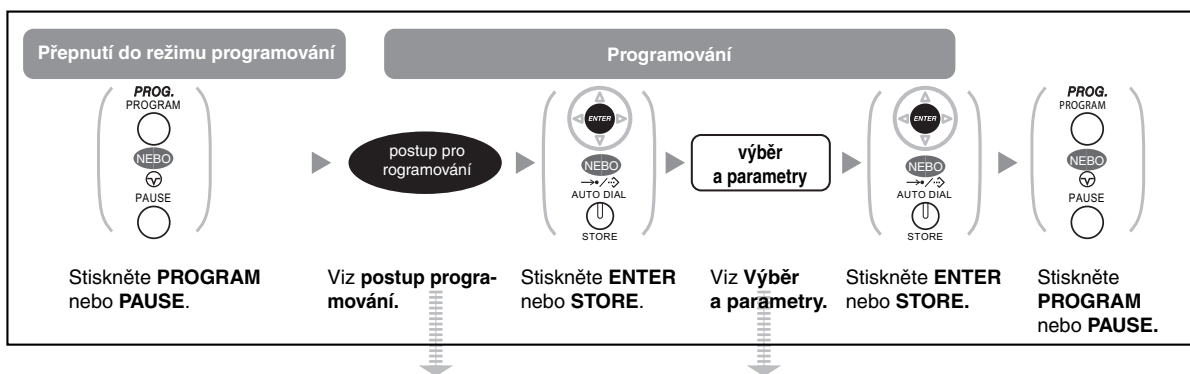 Přepnutí do režimu programování
Programování
PROG.
PROGRAM
NEBO
PAUSE
postup pro
rogramování
ENTER
NEBO
AUTO DIAL
STORE
výběr
a parametry
ENTER
NEBO
AUTO DIAL
STORE
PROG.
PROGRAM
NEBO
PAUSE
Stiskněte PROGRAM
nebo PAUSE.
Viz postup progra-
mování.
Stiskněte ENTER
nebo STORE.
Viz Výběr
a parametry.
Stiskněte ENTER
nebo STORE.
Stiskněte
PROGRAM
nebo PAUSE.